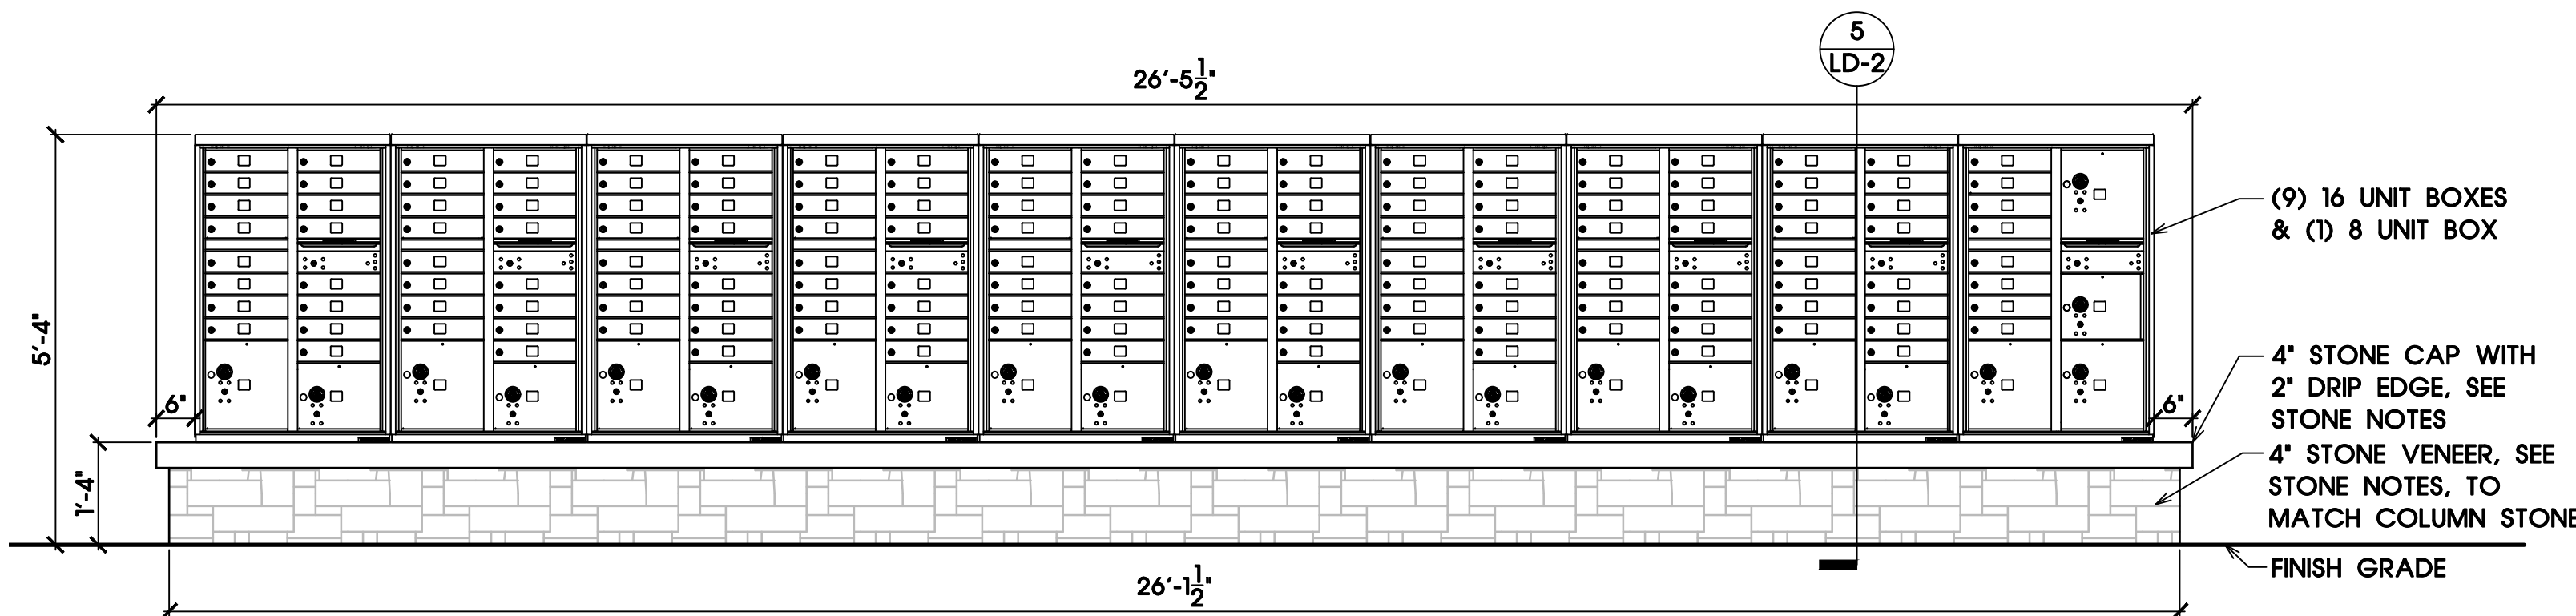 5
LD-2
26'-5 1/2"
(9) 16 UNIT BOXES
& (1) 8 UNIT BOX
5'-4"
6"
6"
4" STONE CAP WITH
2" DRIP EDGE, SEE
STONE NOTES
1'-4"
4" STONE VENEER, SEE
STONE NOTES, TO
MATCH COLUMN STONE
FINISH GRADE
26'-1 1/2"